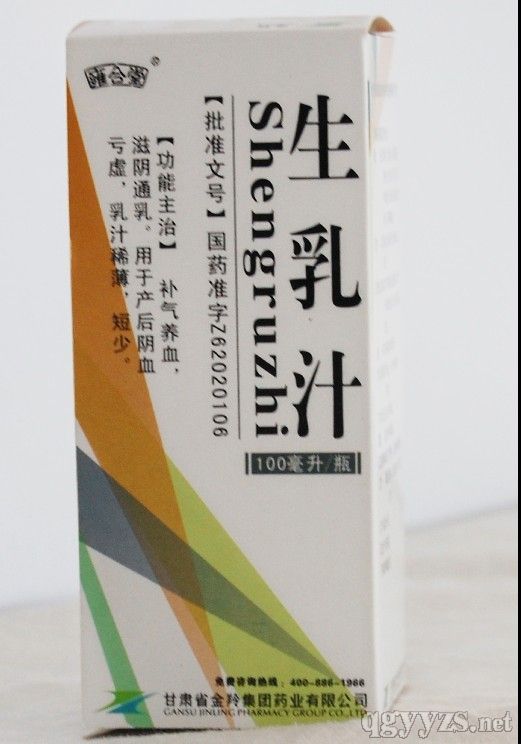 雍合堂®
生乳汁
Shengruzhi
100毫升/瓶
【批准文号】国药准字Z62020106
【功能主治】 补气养血，
滋阴通乳。用于产后阴血
亏虚，乳汁稀薄，短少。
免费咨询热线：400-886-1966
甘肃省金羚集团药业有限公司
GANSU JINLING PHARMACY GROUP CO.,LTD
qgyyzs.net